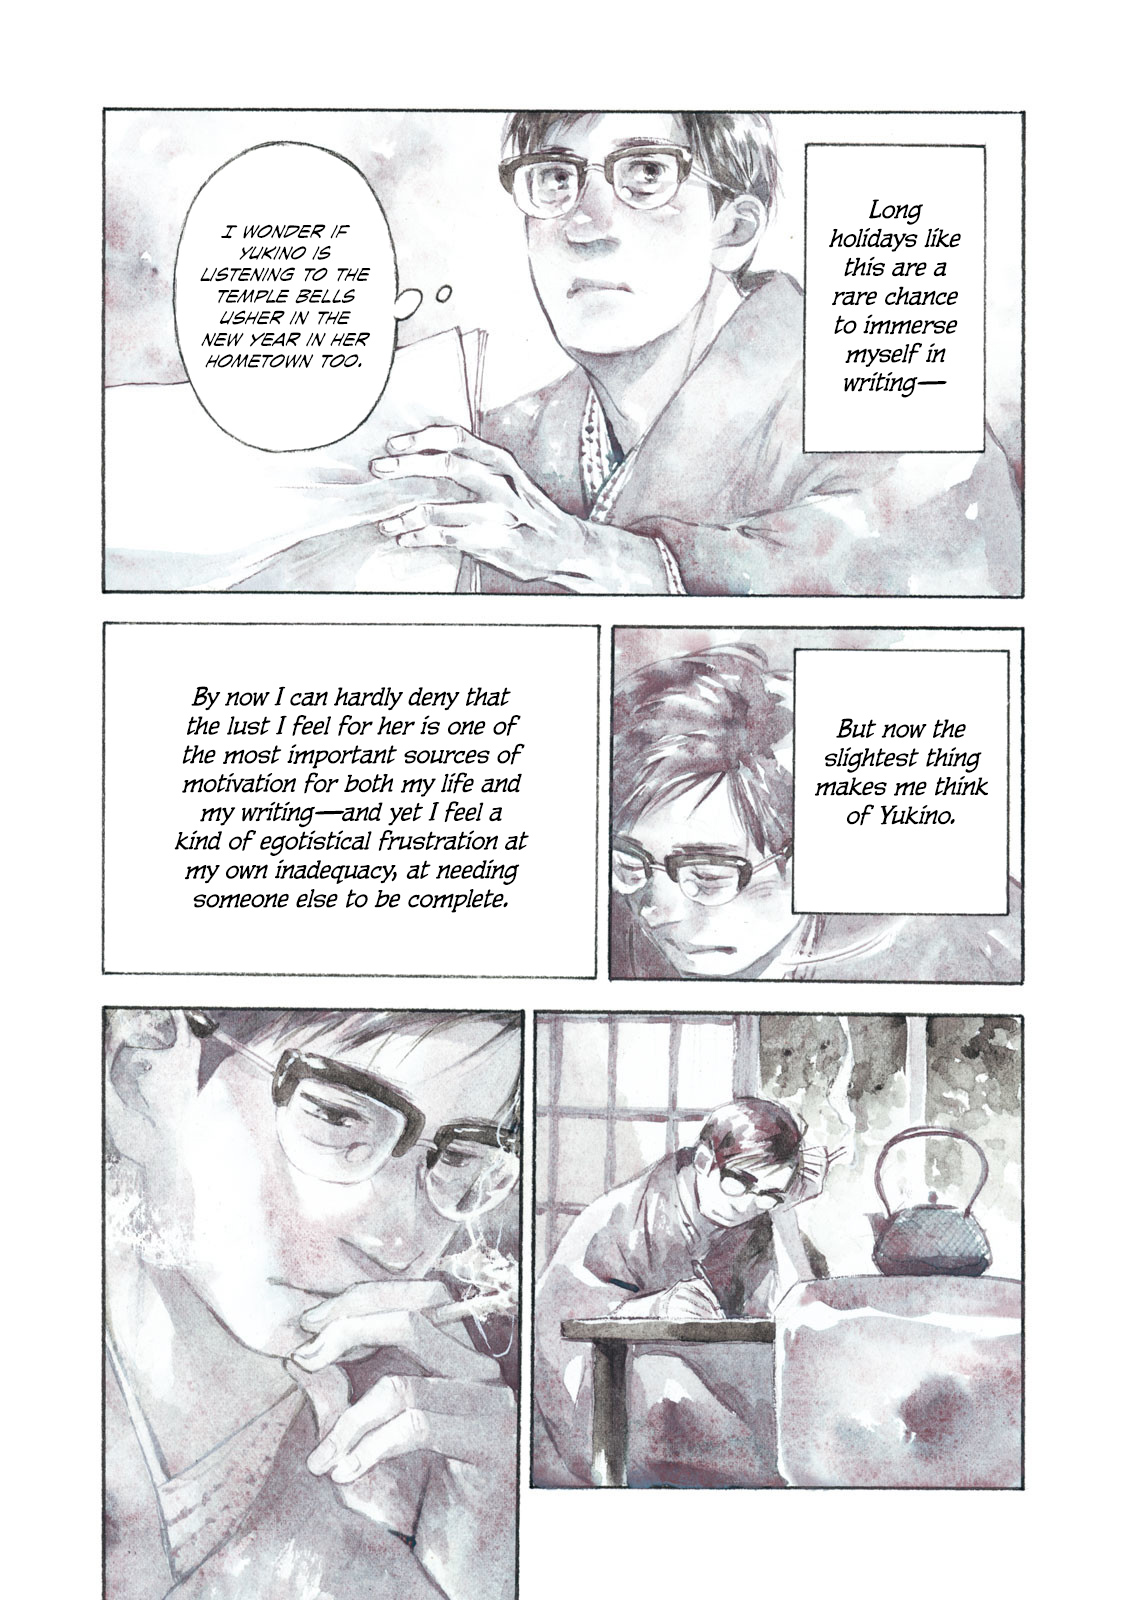 Long
holidays like
this are a
rare chance
to immerse
myself in
writing—
I WONDER IF
YUKINO IS
LISTENING TO THE
TEMPLE BELLS
USHER IN THE
NEW YEAR IN HER
HOMETOWN TOO.
But now the
slightest thing
makes me think
of Yukino.
By now I can hardly deny that
the lust I feel for her is one of
the most important sources of
motivation for both my life and
my writing—and yet I feel a
kind of egotistical frustration at
my own inadequacy, at needing
someone else to be complete.